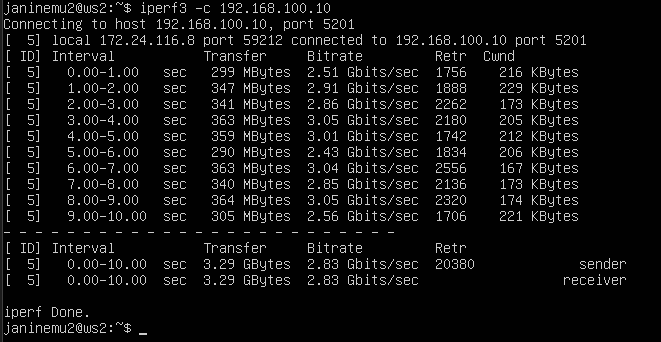 janinemu2@ws2:~$ iperf3 -c 192.168.100.10
Connecting to host 192.168.100.10, port 5201
[  5] local 172.24.116.8 port 59212 connected to 192.168.100.10 port 5201
[ ID] Interval           Transfer     Bitrate         Retr  Cwnd
[  5]   0.00-1.00   sec   299 MBytes  2.51 Gbits/sec  1756    216 KBytes
[  5]   1.00-2.00   sec   347 MBytes  2.91 Gbits/sec  1888    229 KBytes
[  5]   2.00-3.00   sec   341 MBytes  2.86 Gbits/sec  2262    173 KBytes
[  5]   3.00-4.00   sec   363 MBytes  3.05 Gbits/sec  2180    205 KBytes
[  5]   4.00-5.00   sec   359 MBytes  3.01 Gbits/sec  1742    212 KBytes
[  5]   5.00-6.00   sec   290 MBytes  2.43 Gbits/sec  1834    206 KBytes
[  5]   6.00-7.00   sec   363 MBytes  3.04 Gbits/sec  2556    167 KBytes
[  5]   7.00-8.00   sec   340 MBytes  2.85 Gbits/sec  2136    173 KBytes
[  5]   8.00-9.00   sec   364 MBytes  3.05 Gbits/sec  2320    174 KBytes
[  5]   9.00-10.00  sec   305 MBytes  2.56 Gbits/sec  1706    221 KBytes
- - - - - - - - - - - - - - - - - - - - - - - - -
[ ID] Interval           Transfer     Bitrate         Retr
[  5]   0.00-10.00  sec  3.29 GBytes  2.83 Gbits/sec  20380             sender
[  5]   0.00-10.00  sec  3.29 GBytes  2.83 Gbits/sec                  receiver
iperf Done.
janinemu2@ws2:~$ _